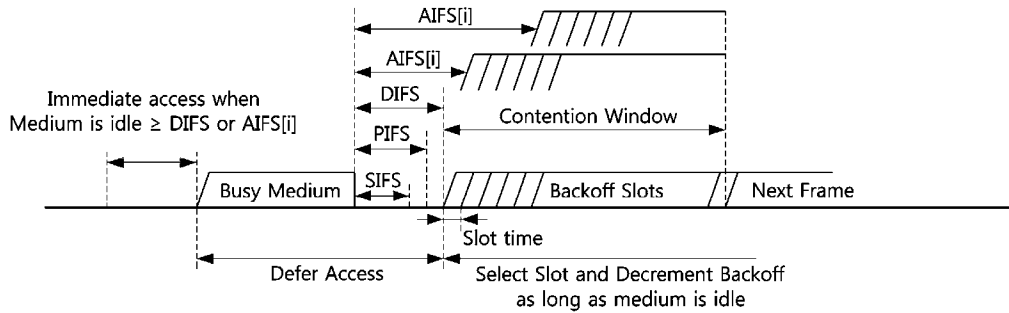 AIFS[i]
AIFS[i]
DIFS
Immediate access when
Medium is idle ≥ DIFS or AIFS[i]
Contention Window
PIFS
SIFS
Busy Medium
Backoff Slots
Next Frame
Slot time
Defer Access
Select Slot and Decrement Backoff
as long as medium is idle